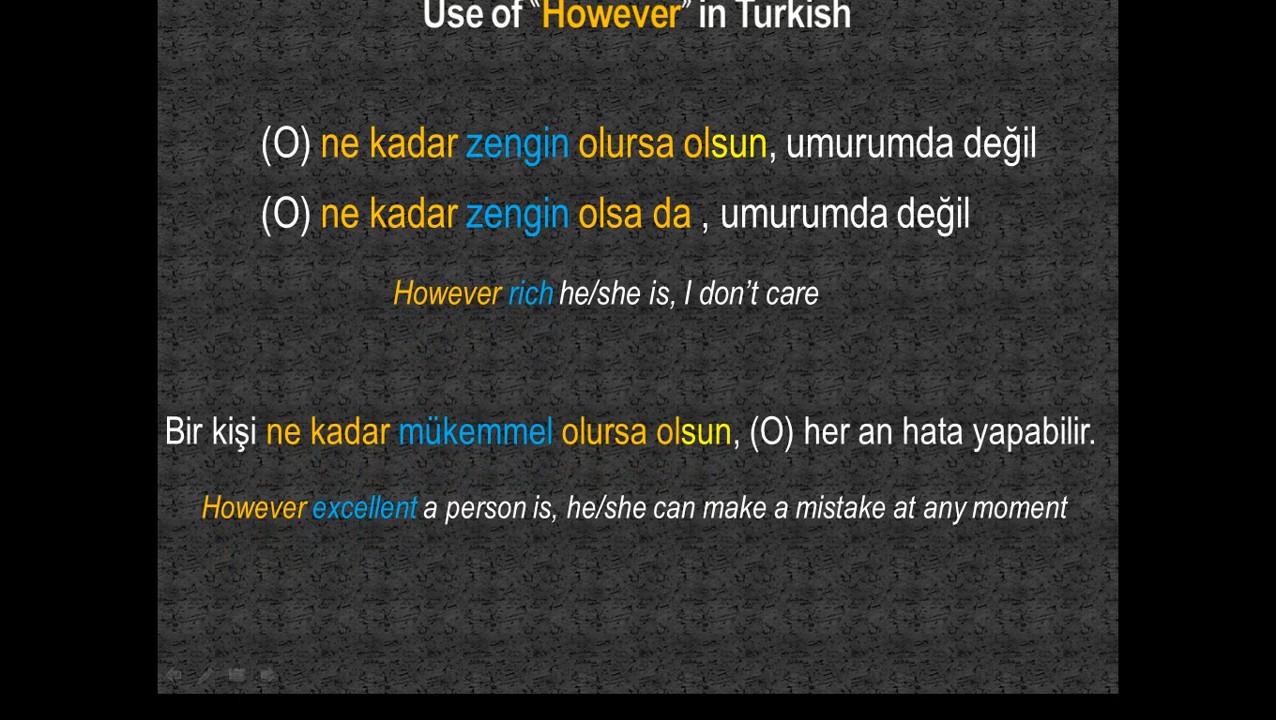 Use of “However” in Turkish
(O) ne kadar zengin olursa olsun, umurumda değil
(O) ne kadar zengin olsa da , umurumda değil
However rich he/she is, I don’t care
Bir kişi ne kadar mükemmel olursa olsun, (O) her an hata yapabilir.
However excellent a person is, he/she can make a mistake at any moment